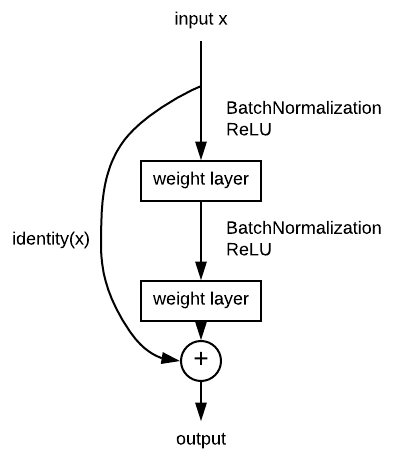 input x
BatchNormalization
ReLU
weight layer
BatchNormalization
ReLU
identity(x)
weight layer
+
output